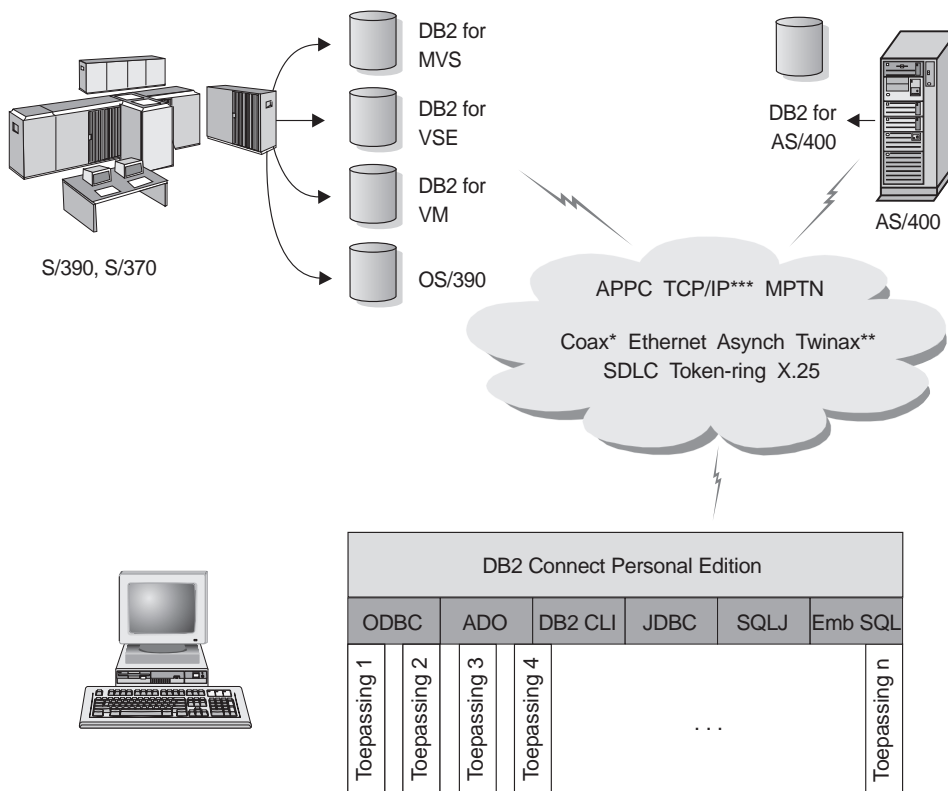 DB2 for
MVS
DB2 for
VSE
DB2 for
VM
OS/390
S/390, S/370
DB2 for
AS/400
AS/400
APPC TCP/IP*** MPTN
Coax* Ethernet Asynch Twinax**
SDLC Token-ring X.25
DB2 Connect Personal Edition
ODBC ADO DB2 CLI JDBC SQLJ Emb SQL
Toepassing 1
Toepassing 2
Toepassing 3
Toepassing 4
. . .
Toepassing n